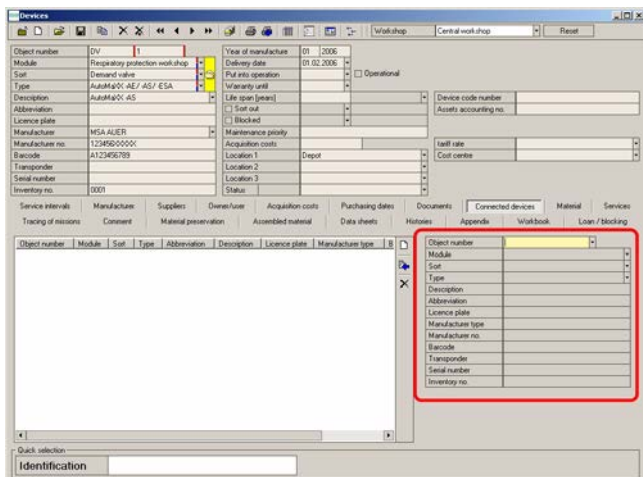 Devices
Workshop Central workshop Reset
Object number DV 1 Year of manufacture 01 2006
Module Respiratory protection workshop Delivery date 01.02.2006
Sort Demand valve Put into operation Operational
Type AutoMaXX-AE/-AS/-ESA Warranty until
Description AutoMaXX-AS Life span [years] Device code number
Abbreviation Sort out Assets accounting no.
Licence plate Blocked
Manufacturer MSA AUER Maintenance priority
Manufacturer no. Acquisition costs tariff rate
Barcode A123456789 Location 1 Depot Cost centre
Transponder Location 2
Serial number Location 3
Inventory no. 0001 Status
Service intervals Manufacturer Suppliers Owner/user Acquisition costs Purchasing dates Documents Connected devices Material Services
Tracing of missions Comment Material preservation Assembled material Data sheets Histories Appendix Workbook Loan / blocking
Object number Module Sort Type Abbreviation Description Licence plate Manufacturer type
Object number
Module
Sort
Type
Description
Abbreviation
Licence plate
Manufacturer type
Manufacturer no.
Barcode
Transponder
Serial number
Inventory no.
Quick selection
Identification